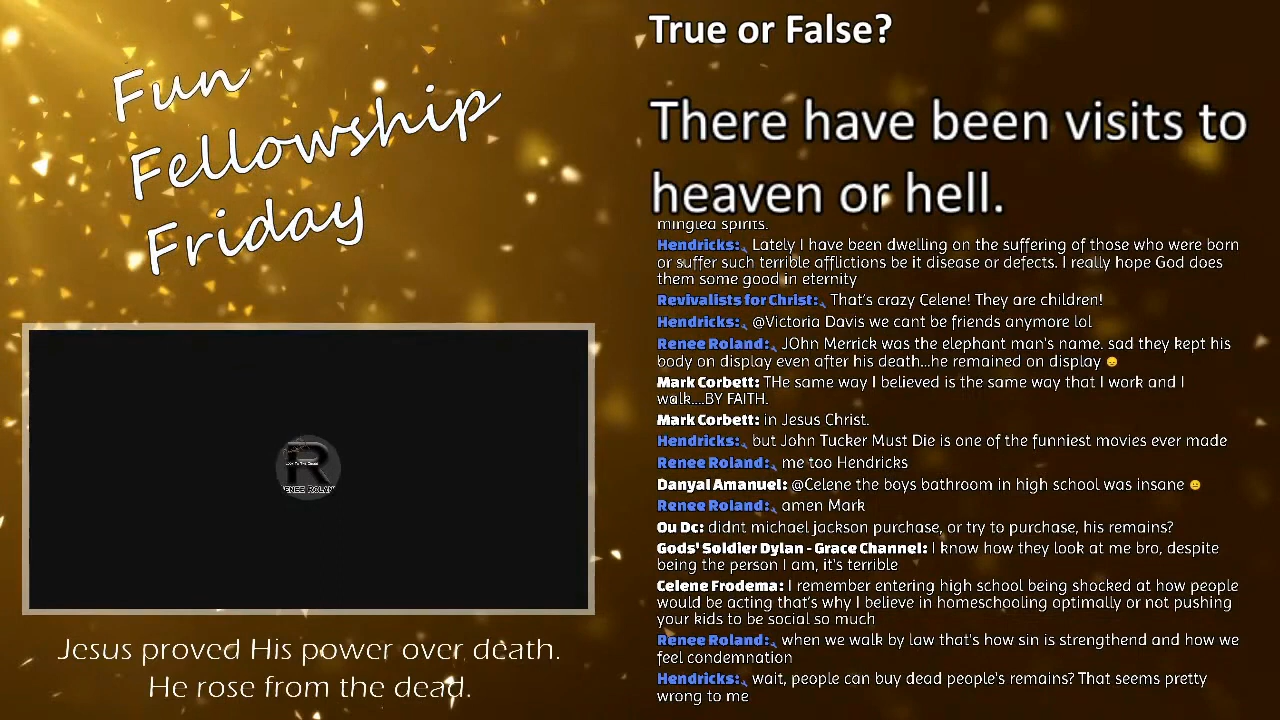 Fun
Fellowship
Friday
True or False?
There have been visits to
heaven or hell.
mingled spirits.
Hendricks: Lately I have been dwelling on the suffering of those who were born
or suffer such terrible afflictions be it disease or defects. I really hope God does
them some good in eternity
Revivalists for Christ: That's crazy Celene! They are children!
Hendricks: @Victoria Davis we cant be friends anymore lol
Renee Roland: JOhn Merrick was the elephant man's name. sad they kept his
body on display even after his death...he remained on display
Mark Corbett: THe same way I believed is the same way that I work and I
walk....BY FAITH.
Mark Corbett: in Jesus Christ.
Hendricks: but John Tucker Must Die is one of the funniest movies ever made
Renee Roland: me too Hendricks
Danyal Amanuel: @Celene the boys bathroom in high school was insane
Renee Roland: amen Mark
Ou Dc: didnt michael jackson purchase, or try to purchase, his remains?
Gods' Soldier Dylan - Grace Channel: I know how they look at me bro, despite
being the person I am, it's terrible
Celene Frodema: I remember entering high school being shocked at how people
would be acting that's why I believe in homeschooling optimally or not pushing
your kids to be social so much
Renee Roland: when we walk by law that's how sin is strengthend and how we
feel condemnation
Hendricks: wait, people can buy dead people's remains? That seems pretty
wrong to me
R
RENEE ROLAN
Jesus proved His power over death.
He rose from the dead.